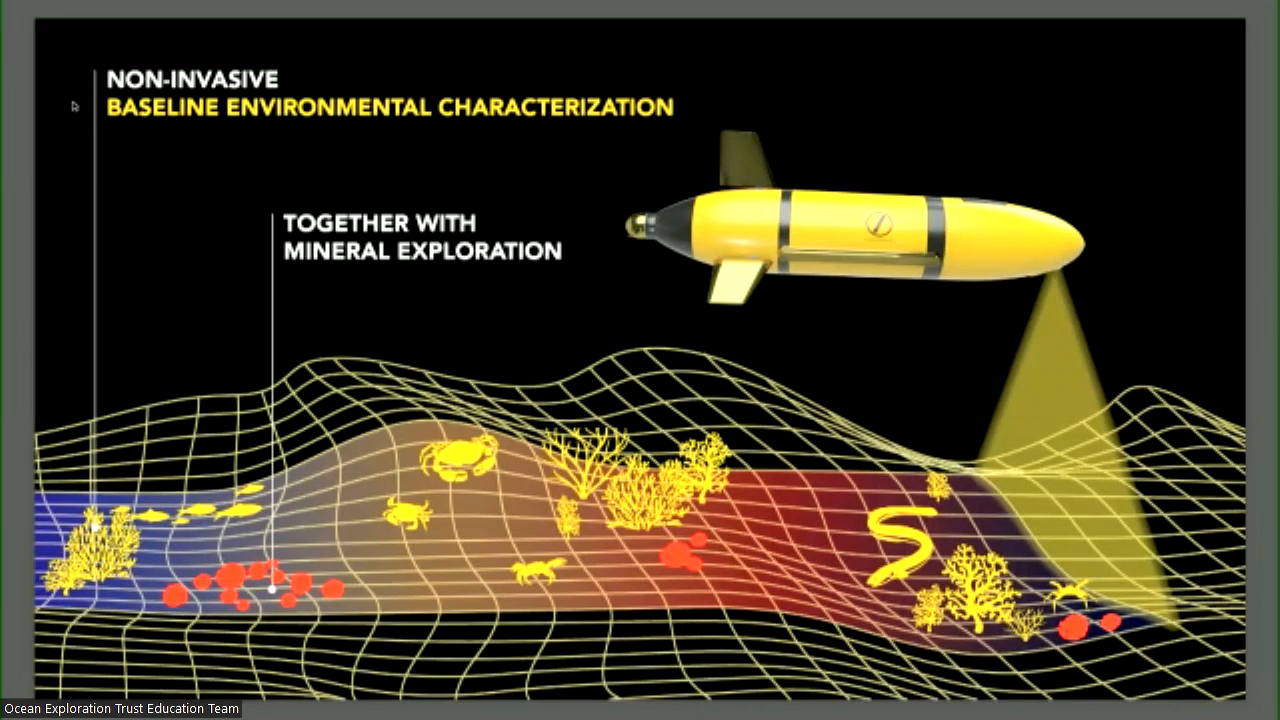 NON-INVASIVE
BASELINE ENVIRONMENTAL CHARACTERIZATION
TOGETHER WITH
MINERAL EXPLORATION
Ocean Exploration Trust Education Team